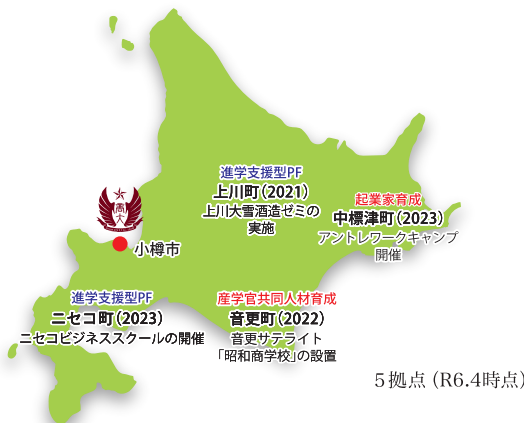 進学支援型PF
上川町（2021）
上川大雪酒造ゼミの
実施
起業家育成
中標津町（2023）
アントレワークキャンプ
開催
商大
小樽市
進学支援型PF
ニセコ町（2023）
ニセコビジネススクールの開催
産学官共同人材育成
音更町（2022）
音更サテライト
「昭和商学校」の設置
５拠点（R6.4時点）